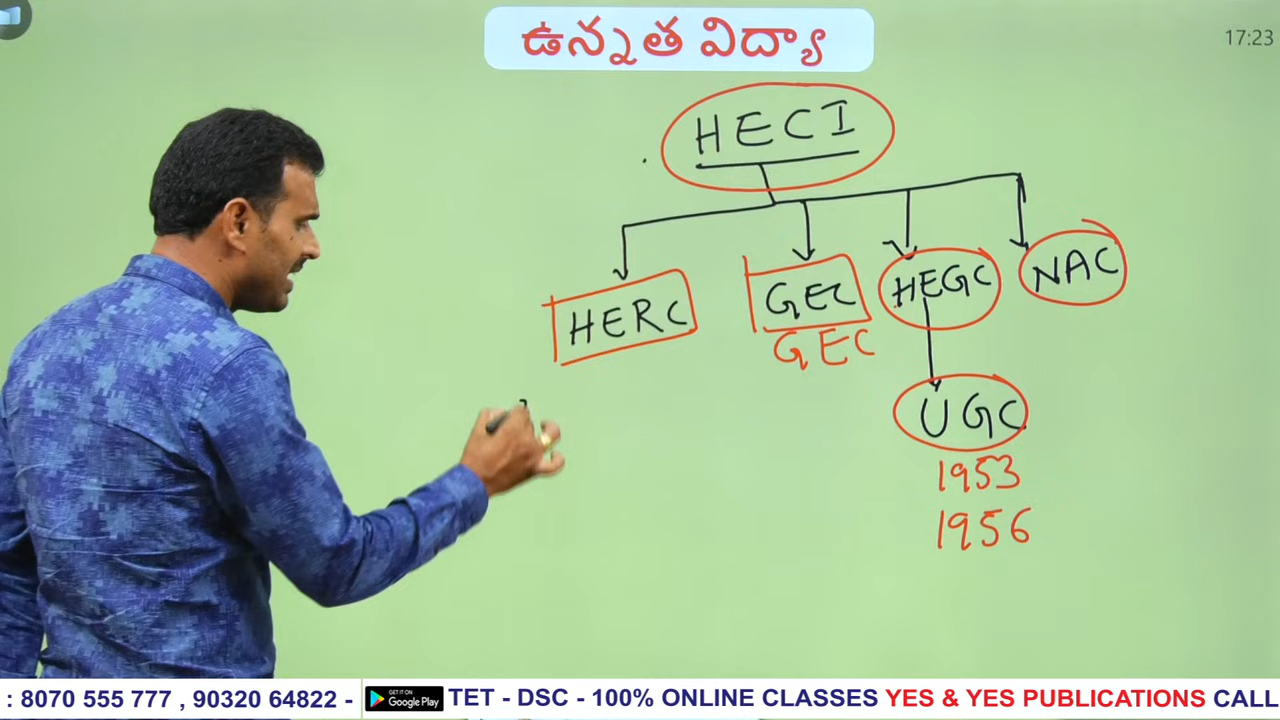 ఉన్నత విద్యా
17:23
HECI
HERC
GEC
HEGC
NAC
GEC
UGC
1953
1956
: 8070 555 777 , 90320 64822 - GET IT ON Google Play TET - DSC - 100% ONLINE CLASSES YES & YES PUBLICATIONS CALL